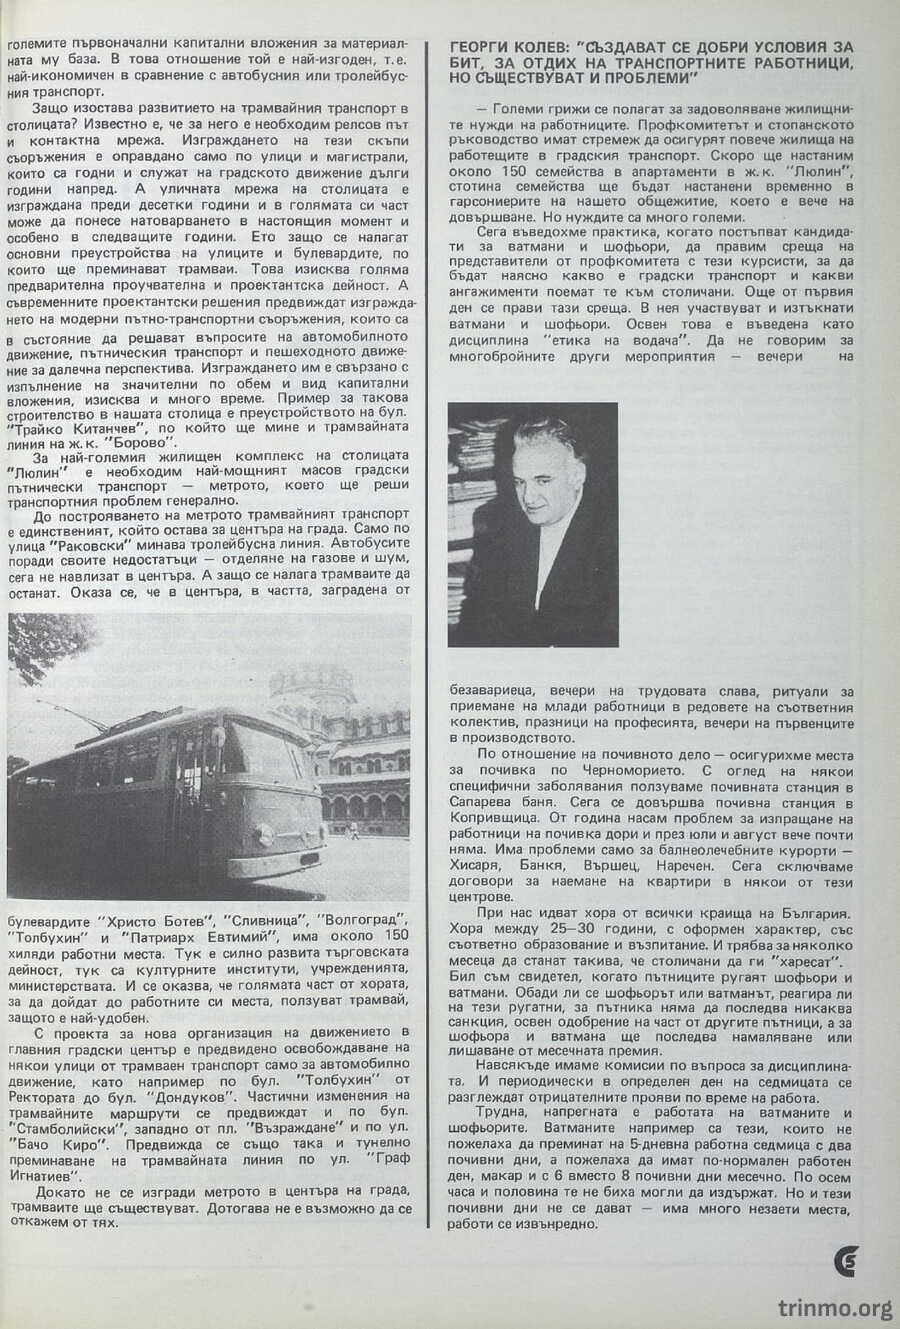 големите първоначални капитални вложения за материал-
ната му база. В това отношение той е най-изгоден, т.е.
най-икономичен в сравнение с автобусния или тролейбус-
ния транспорт.
Защо изостава развитието на трамвайния транспорт в
столицата? Известно е, че за него е необходим релсов път
и контактна мрежа. Изграждането на тези скъпи
съоръжения е оправдано само по улици и магистрали,
които са годни и служат на градското движение дълги
години напред. А уличната мрежа на столицата е
изградана преди десетки години и в голямата си част
може да понесе натоварването в настоящия момент и
особено в следващите години. Ето защо се налагат
основни преустройства на улиците и булевардите, по
които ще преминават трамваи. Това изисква голяма
предварителна проучвателна и проектантска дейност. А
съвременните проектантски решения предвиждат изгражда-
нето на модерни пътно-транспортни съоръжения, които са
в състояние да решават въпросите на автомобилното
движение, пътническия транспорт и пешеходното движе-
ние за далечна перспектива. Изграждането им е свързано с
изпълнение на значителни по обем и вид капитални
вложения, изисква и много време. Пример за такова
строителство в нашата столица е преустройството на бул.
"Трайко Китанчев", по който ще мине и трамвайната
линия на ж.к. "Борово".
За най-големия жилищен комплекс на столицата
"Люлин" е необходим най-мощният масов градски
пътнически транспорт — метрото, което ще реши
транспортния проблем генерално.
До построяването на метрото трамвайният транспорт
е единственият, който остава за центъра на града. Само по
улица "Раковски" минава тролейбусна линия. Автобусите
поради своите недостатъци — отделяне на газове и шум,
сега не навлизат в центъра. А защо се налага трамваите да
останат. Оказа се, че в центъра, в частта, заградена от
булевардите "Христо Ботев", "Сливница", "Волгоград",
"Толбухин" и "Патриарх Евтимий", има около 150
хиляди работни места. Тук е силно развита търговската
дейност, тук са културните институти, учрежденията,
министерствата. И се оказва, че голямата част от хората,
за да дойдат до работните си места, ползуват трамвай,
защото е най-удобен.
С проекта за нова организация на движението в
главния градски център е предвидено освобождаване на
някои улици от трамваен транспорт само за автомобилно
движение, като например по бул. "Толбухин" от
Ректората до бул. "Дондуков". Частични изменения на
трамвайните маршрути се предвиждат и по бул.
"Стамболийски", западно от пл. "Възраждане" и по ул.
"Бачо Киро". Предвижда се също така и тунелно
преминаване на трамвайната линия по ул. "Граф
Игнатиев".
Докато не се изгради метрото в центъра на града,
трамваите ще съществуват. Дотогава не е възможно да се
откажем от тях.
ГЕОРГИ КОЛЕВ: "СЪЗДАВАТ СЕ ДОБРИ УСЛОВИЯ ЗА
БИТ, ЗА ОТДИХ НА ТРАНСПОРТНИТЕ РАБОТНИЦИ,
НО СЪЩЕСТВУВАТ И ПРОБЛЕМИ"
— Големи грижи се полагат за задоволяване жилищни-
те нужди на работниците. Профкомитетът и стопанското
ръководство имат стремеж да осигурят повече жилища на
работещите в градския транспорт. Скоро ще настаним
около 150 семейства в апартаменти в ж.к. "Люлин",
стотина семейства ще бъдат настанени временно в
гарсониерите на нашето общежитие, което е вече на
довършване. Но нуждите са много големи.
Сега въведохме практика, когато постъпват кандида-
ти за ватмани и шофьори, да правим среща на
представители от профкомитета с тези курсисти, за да
бъдат наясно какво е градски транспорт и какви
ангажименти поемат те към столичани. Още от първия
ден се прави тази среща. В нея участвуват и изтъкнати
ватмани и шофьори. Освен това е въведена като
дисциплина "етика на водача". Да не говорим за
многобройните други мероприятия — вечери на
безаварието, вечери на трудовата слава, ритуали за
приемане на млади работници в редовете на съответния
колектив, празници на професията, вечери на първенците
в производството.
По отношение на почивното дело — осигурихме места
за почивка по Черноморието. С оглед на някои
специфични заболявания ползуваме почивната станция в
Сапарева баня. Сега се довършва почивна станция в
Копривщица. От година насам проблем за изпращане на
работници на почивка дори и през юли и август вече почти
няма. Има проблеми само за балнеолечебните курорти —
Хисаря, Банкя, Вършец, Наречен. Сега сключваме
договори за наемане на квартири в някои от тези
центрове.
При нас идват хора от всички краища на България.
Хора между 25—30 години, с оформен характер, със
съответно образование и възпитание. И трябва за няколко
месеца да станат такива, че столичани да ги "харесат".
Бил съм свидетел, когато пътниците ругаят шофьори и
ватмани. Обади ли се шофьорът или ватманът, реагира ли
на тези ругатни, за пътника няма да последва никаква
санкция, освен одобрение на част от другите пътници, а за
шофьора и ватмана ще последва намаляване или
лишаване от месечната премия.
Навсякъде имаме комисии по въпроса за дисциплина-
та. И периодически в определен ден на седмицата се
разглеждат отрицателните прояви по време на работа.
Трудна, напрегната е работата на ватманите и
шофьорите. Ватманите например са тези, които не
пожелаха да преминат на 5-дневна работна седмица с два
почивни дни, а пожелаха да имат по-нормален работен
ден, макар и с 6 вместо 8 почивни дни месечно. По осем
часа и половина те не биха могли да издържат. Но и тези
почивни дни не се дават — има много незаети места,
работи се извънредно.
5
trinmo.org